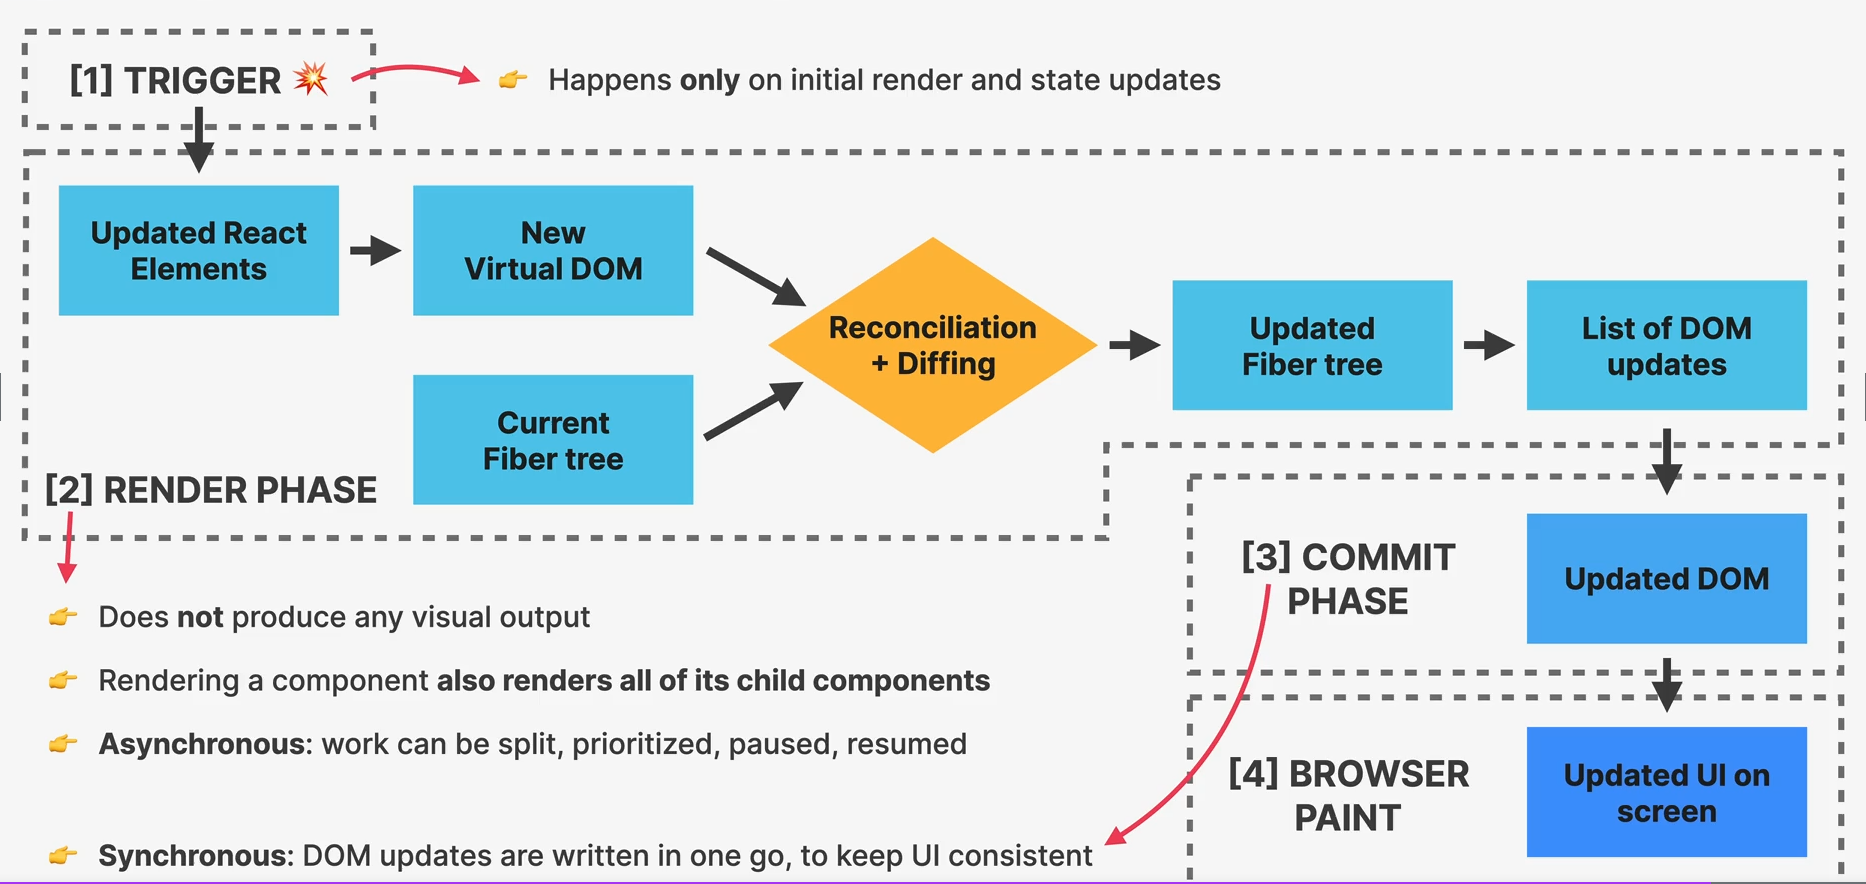 [1] TRIGGER 💥
👉 Happens only on initial render and state updates
Updated React
Elements
New
Virtual DOM
Current
Fiber tree
Reconciliation
+ Diffing
Updated
Fiber tree
List of DOM
updates
[2] RENDER PHASE
👉 Does not produce any visual output
👉 Rendering a component also renders all of its child components
👉 Asynchronous: work can be split, prioritized, paused, resumed
[3] COMMIT
PHASE
Updated DOM
👉 Synchronous: DOM updates are written in one go, to keep UI consistent
[4] BROWSER
PAINT
Updated UI on
screen